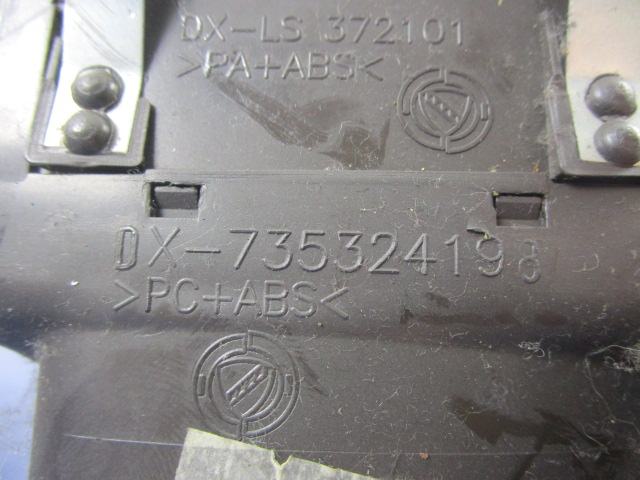 DX-LS 372101
>PA+ABS<
DX-735324198
>PC+ABS<